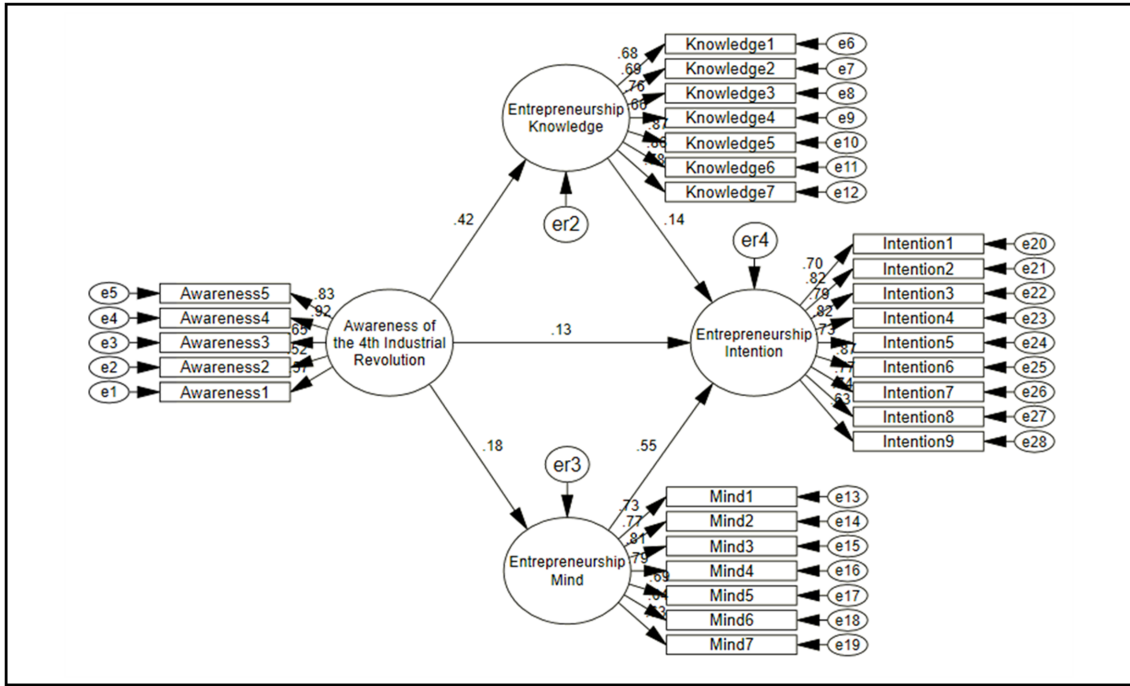 .68
Knowledge1
e6
.69
Knowledge2
e7
.76
Knowledge3
e8
.66
Knowledge4
e9
.87
Knowledge5
e10
Knowledge6
e11
.78
Knowledge7
e12
Entrepreneurship
Knowledge
er2
.42
.14
er4
.70
Intention1
e20
.82
Intention2
e21
.79
Intention3
e22
.82
Intention4
e23
.73
Intention5
e24
.87
Intention6
e25
.77
Intention7
e26
Intention8
e27
.63
Intention9
e28
Entrepreneurship
Intention
.13
e5
Awareness5
.83
e4
Awareness4
.92
e3
Awareness3
.65
e2
Awareness2
.52
e1
Awareness1
Awareness of
the 4th Industrial
Revolution
.18
.55
er3
.73
Mind1
e13
.77
Mind2
e14
.81
Mind3
e15
.79
Mind4
e16
.69
Mind5
e17
Mind6
e18
Mind7
e19
Entrepreneurship
Mind